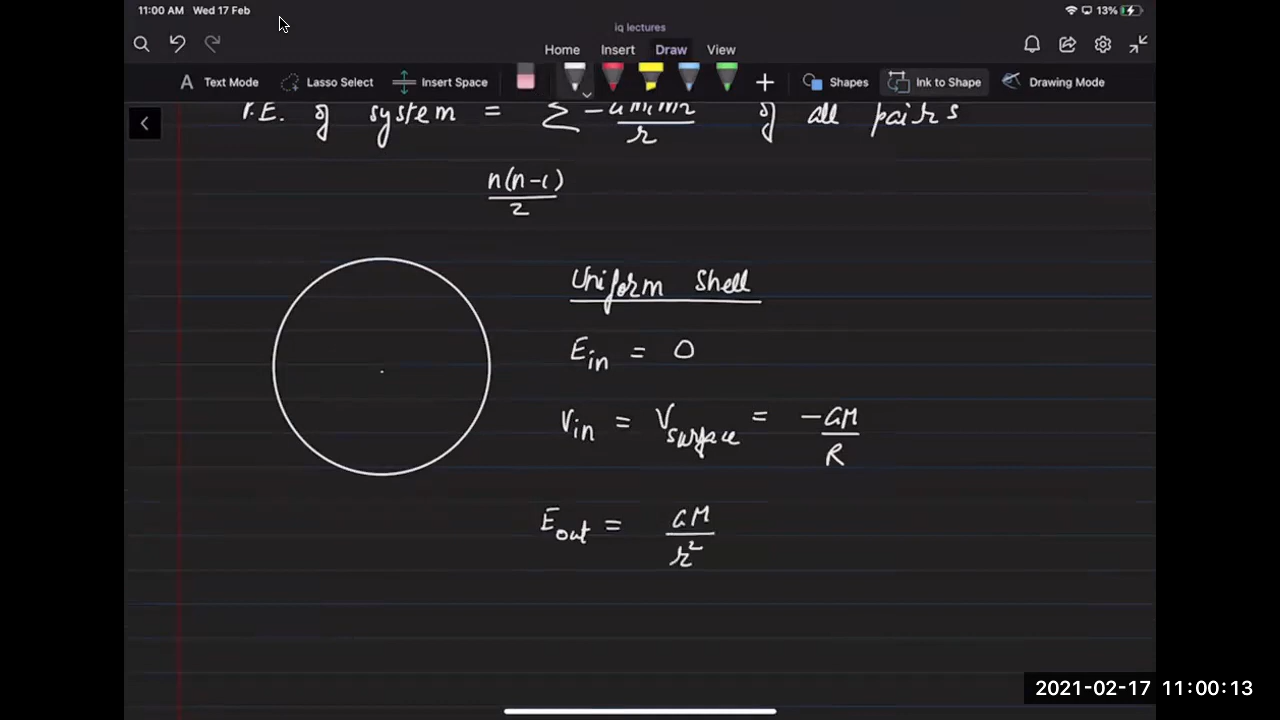 11:00 AM Wed 17 Feb
13%
iq lectures
Home Insert Draw View
Text Mode Lasso Select Insert Space Shapes Ink to Shape Drawing Mode
P.E. of system = Σ -Gm₁m₂/r of all pairs
n(n-1)/2
Uniform Shell
E_in = 0
V_in = V_surface = -GM/R
E_out = GM/r²
2021-02-17 11:00:13